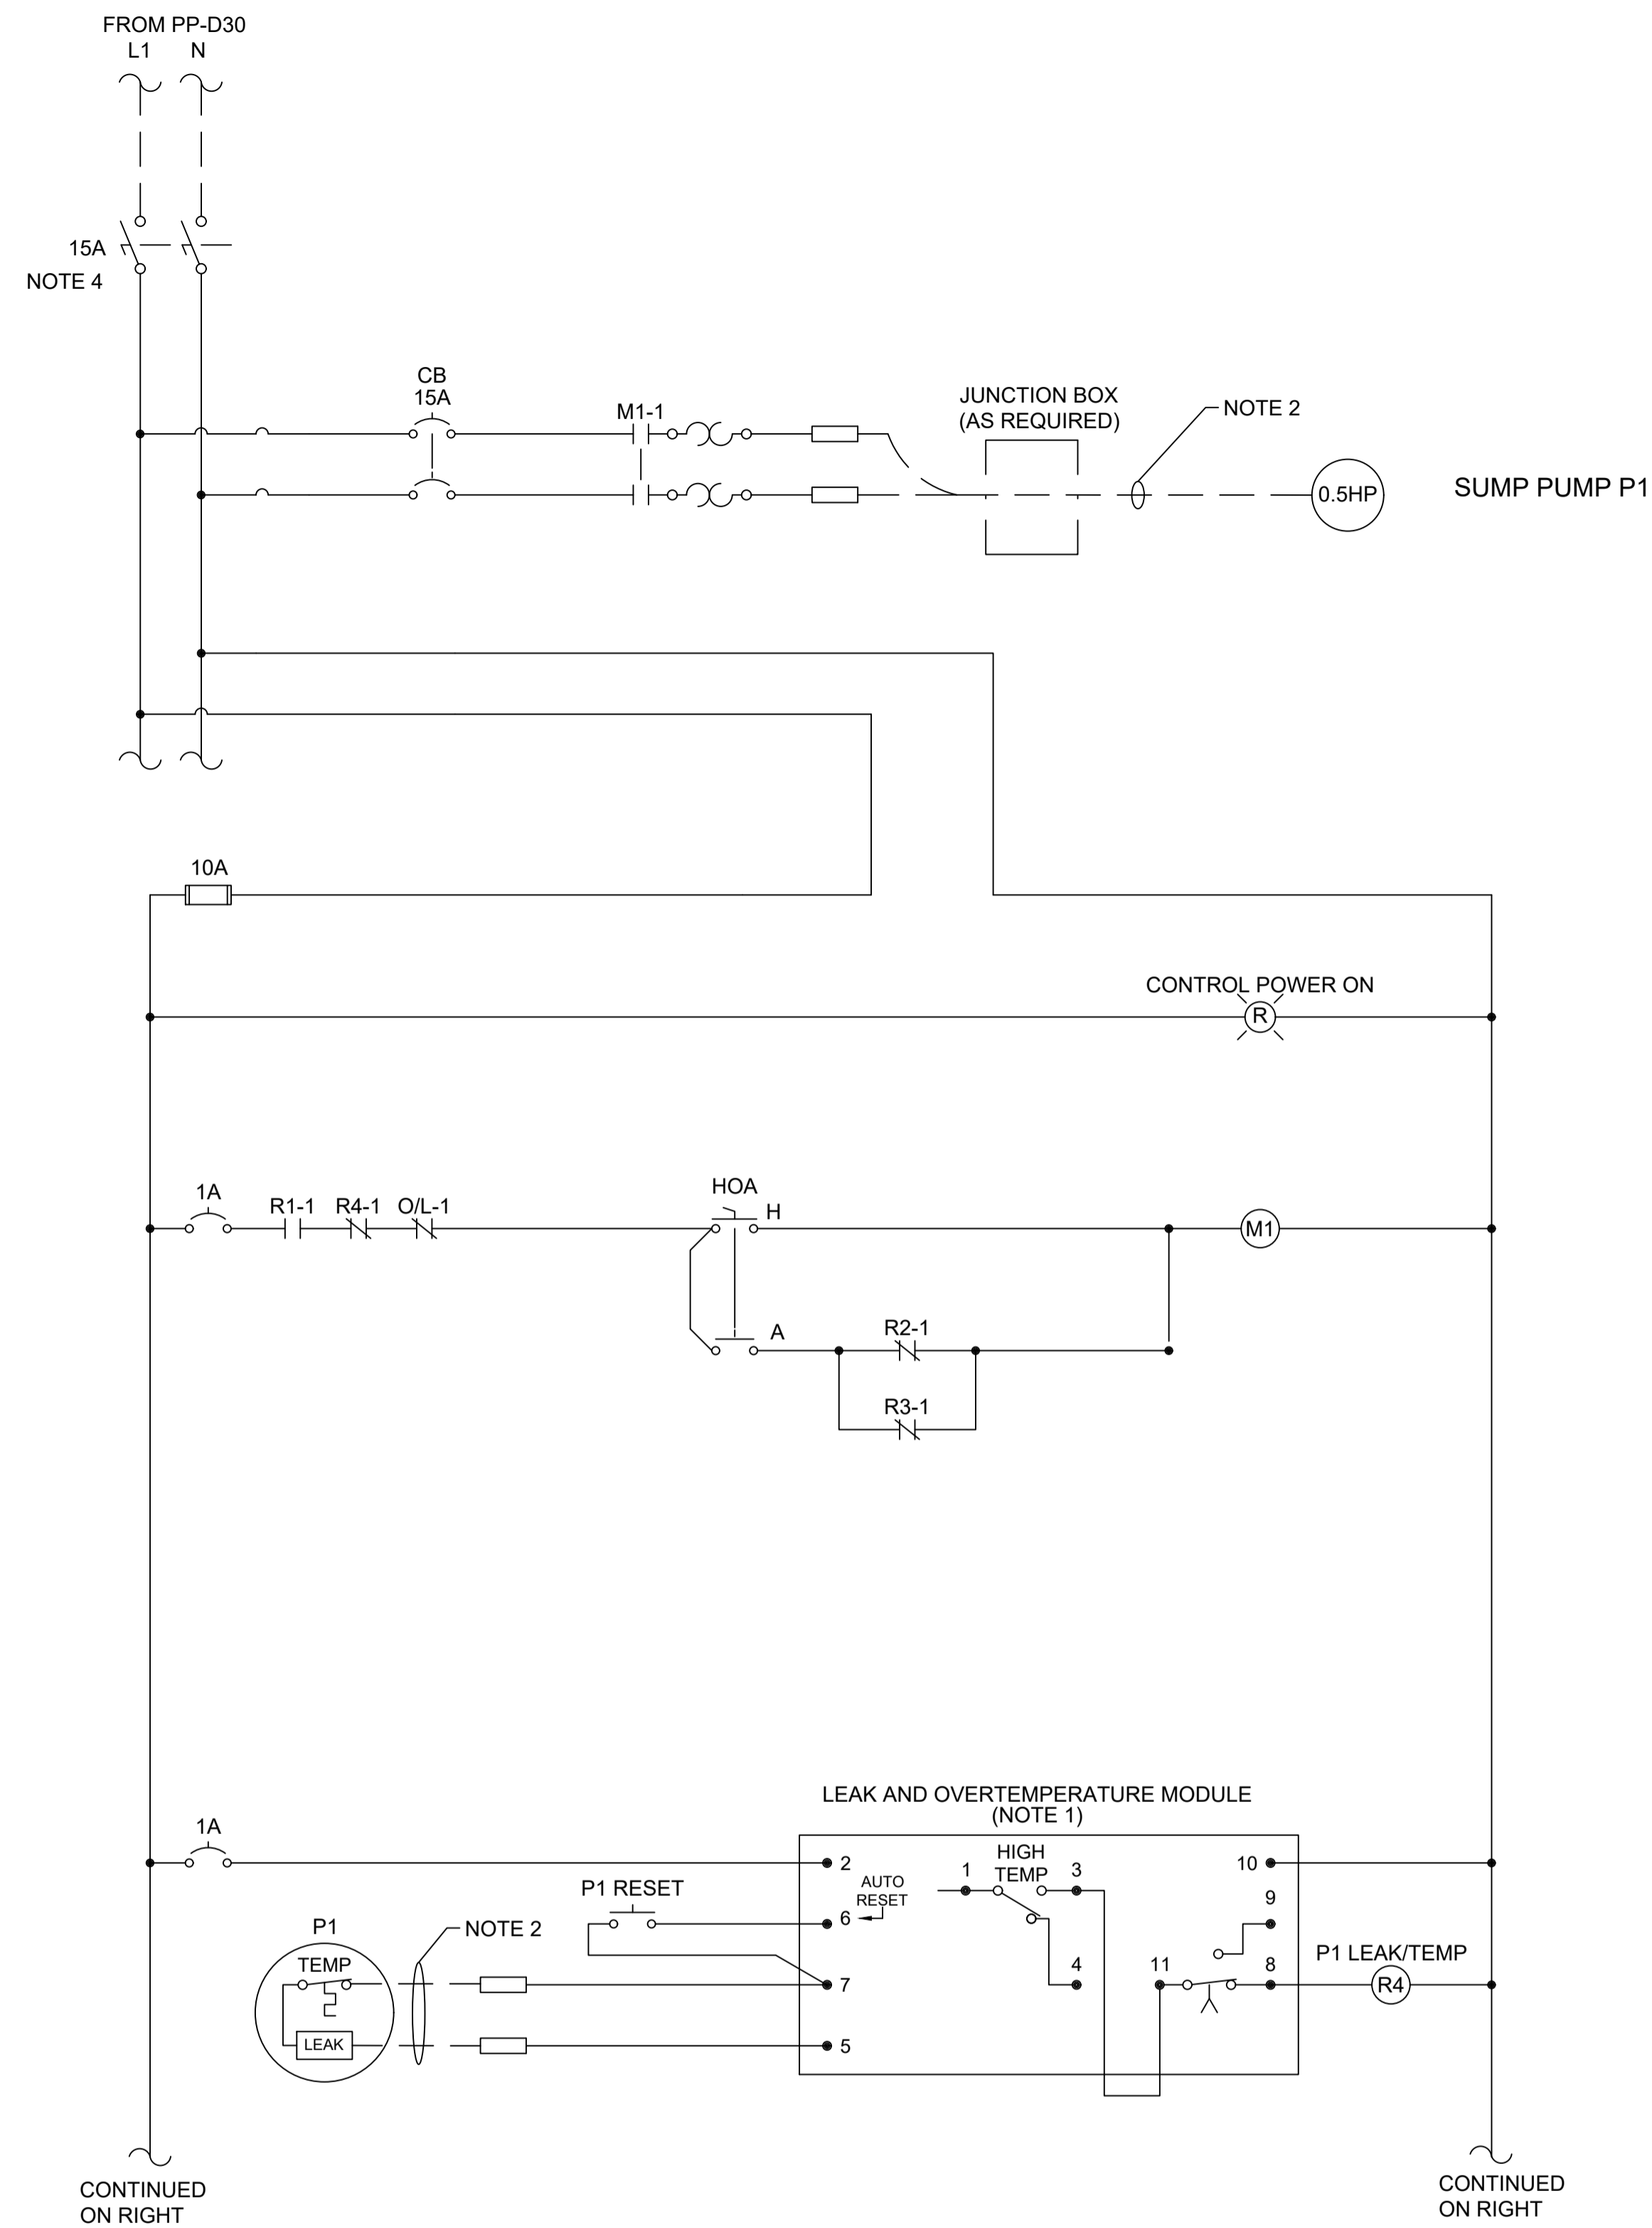 FROM PP-D30
L1 N
15A
NOTE 4
CB
15A
M1-1
JUNCTION BOX
(AS REQUIRED)
NOTE 2
0.5HP
SUMP PUMP P1
10A
CONTROL POWER ON
R
1A
R1-1
R4-1
O/L-1
HOA
H
M1
A
R2-1
R3-1
LEAK AND OVERTEMPERATURE MODULE
(NOTE 1)
1A
2
AUTO
RESET
6
7
5
1
HIGH
TEMP
3
4
10
9
11
8
P1 RESET
P1
TEMP
LEAK
NOTE 2
P1 LEAK/TEMP
R4
CONTINUED
ON RIGHT
CONTINUED
ON RIGHT